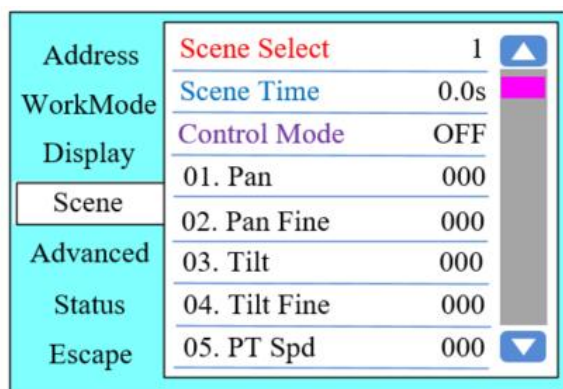 Address
WorkMode
Display
Scene
Advanced
Status
Escape
Scene Select 1
Scene Time 0.0s
Control Mode OFF
01. Pan 000
02. Pan Fine 000
03. Tilt 000
04. Tilt Fine 000
05. PT Spd 000